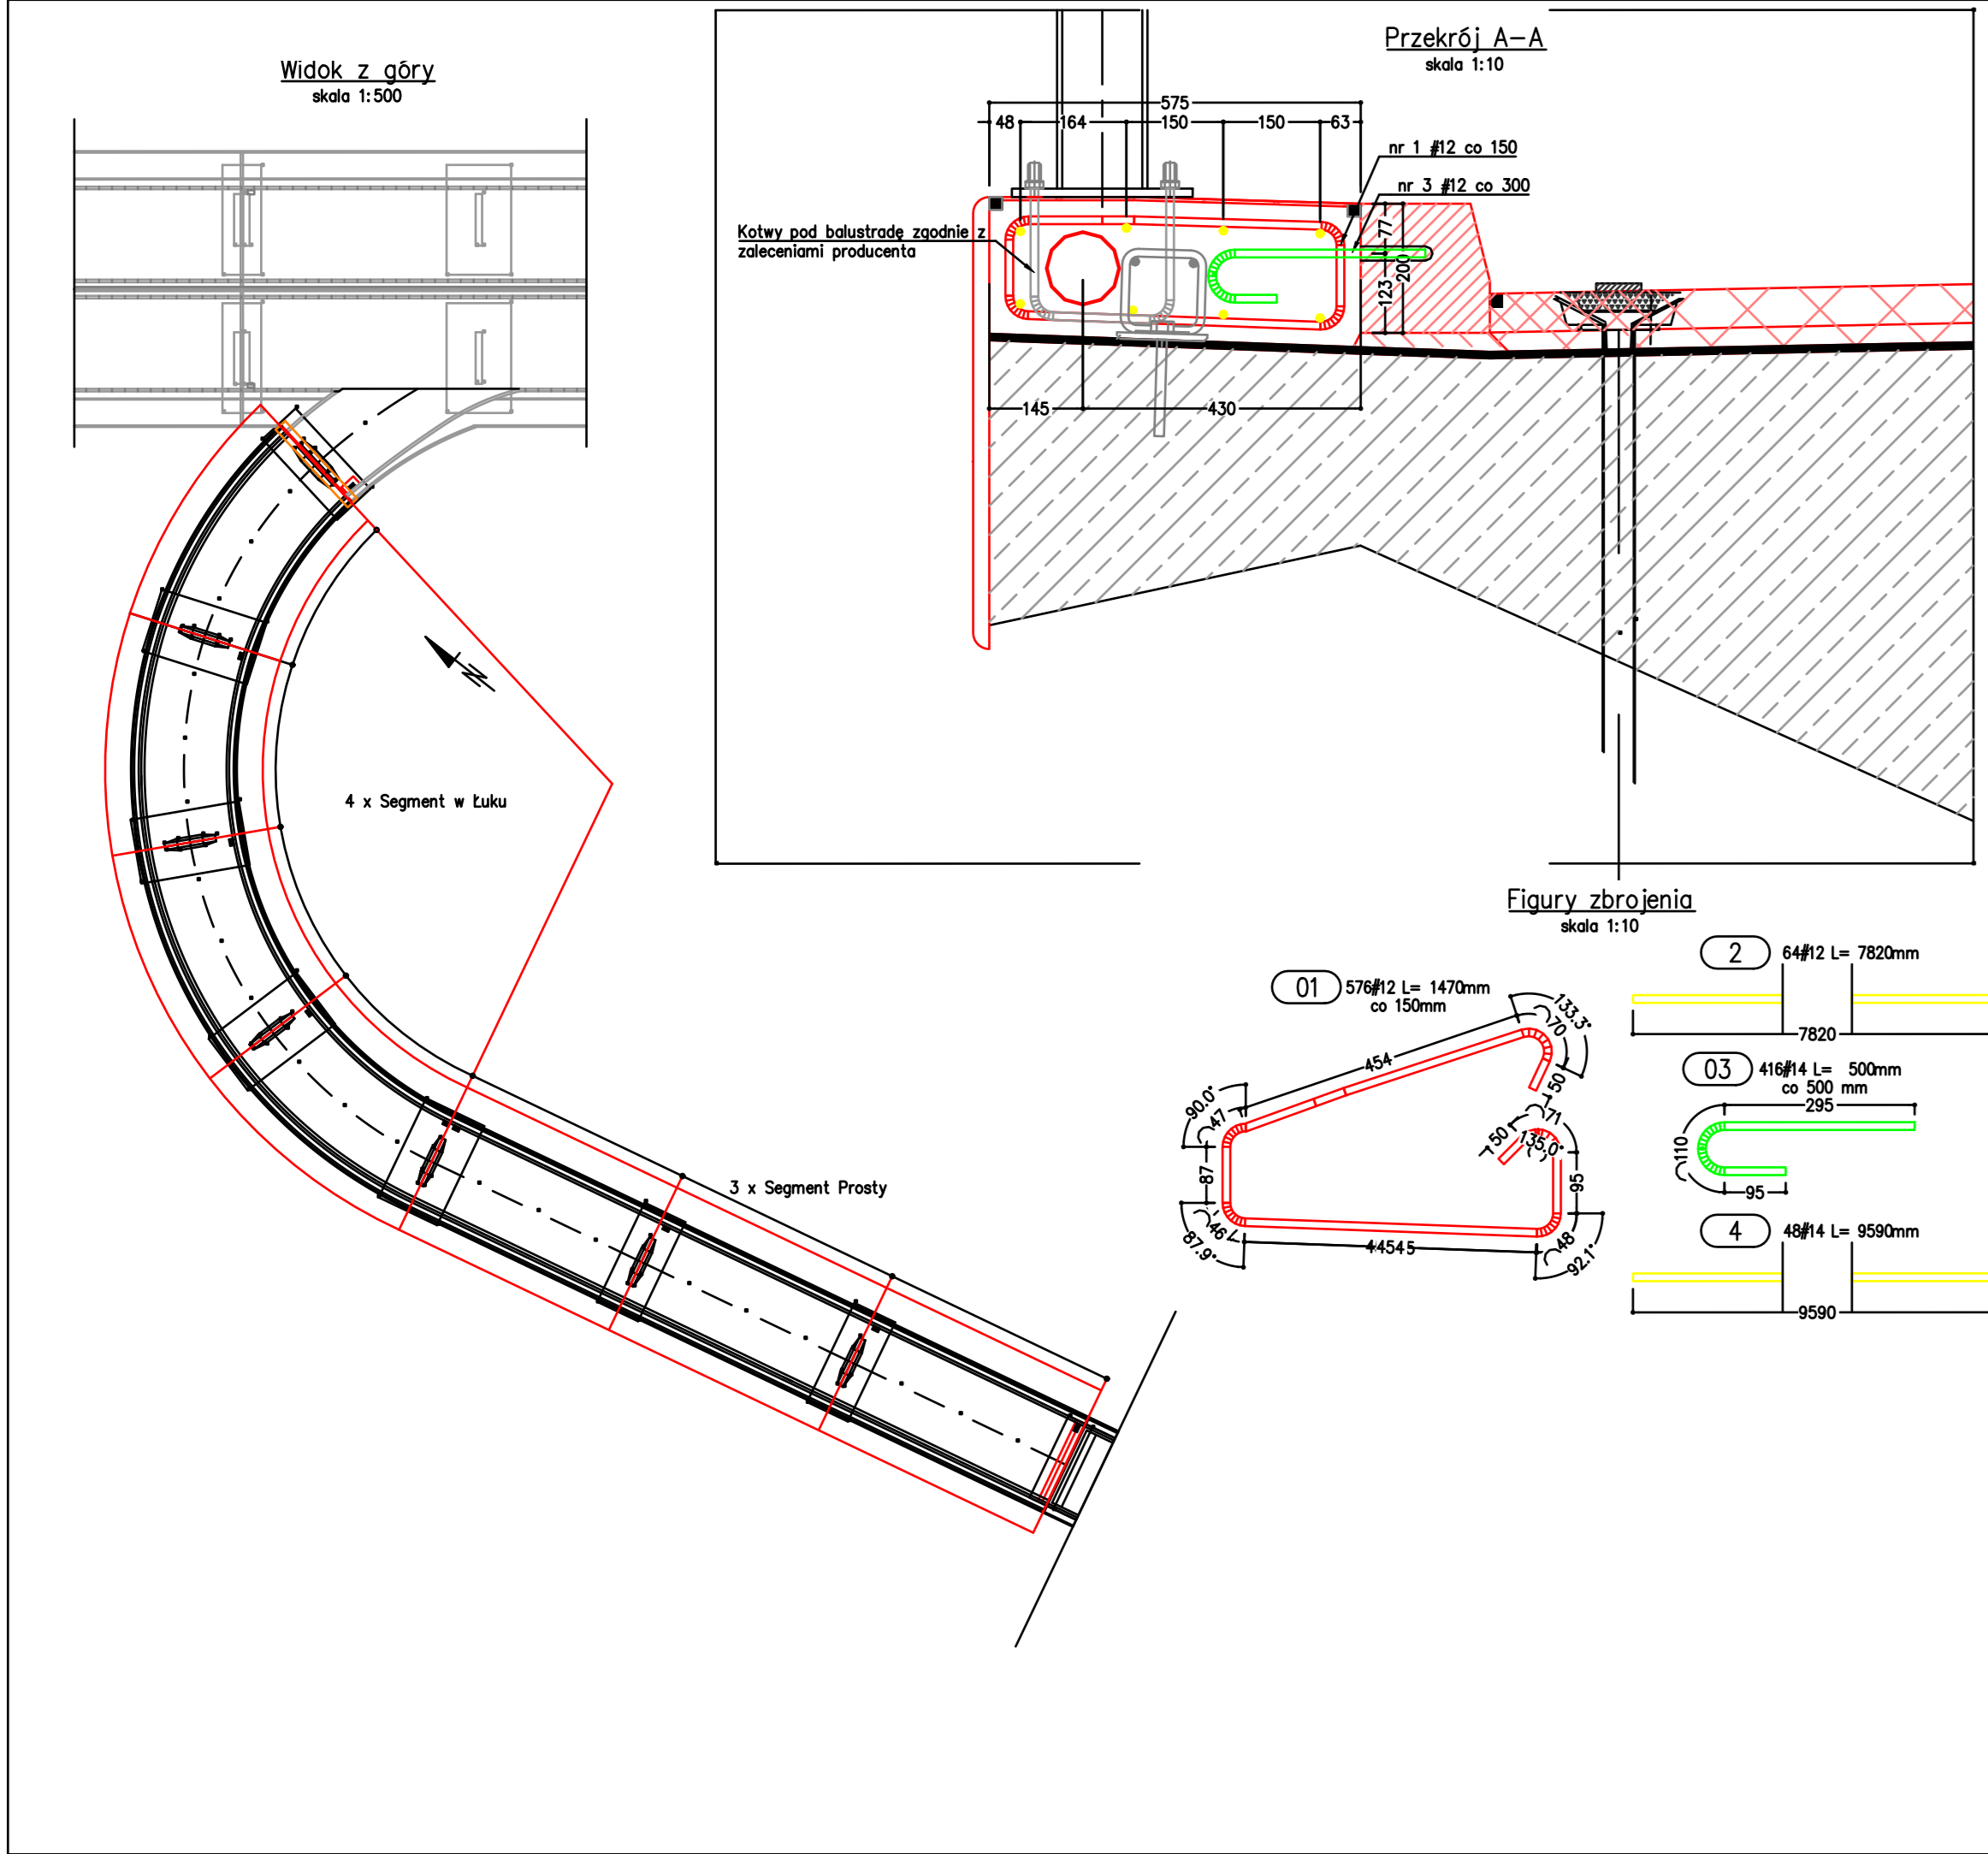 Widok z góry
skala 1:500
Przekrój A-A
skala 1:10
575
48 164 150 150 63
nr 1 #12 co 150
nr 3 #12 co 300
Kotwy pod balustradę zgodnie z
zaleceniami producenta
77
200
123
145 430
N
4 x Segment w Łuku
3 x Segment Prosty
Figury zbrojenia
skala 1:10
2 64#12 L= 7820mm
7820
01 576#12 L= 1470mm
co 150mm
133.3°
70
454
50
90.0°
47
71
50
135.0°
87
95
46
87.9°
48
92.1°
03 416#14 L= 500mm
co 500 mm
295
110
95
4 48#14 L= 9590mm
9590